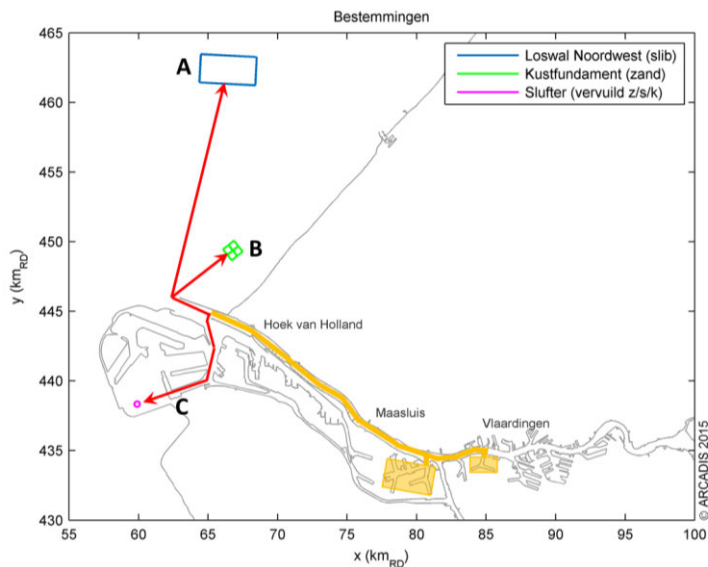 Bestemmingen
Loswal Noordwest (slib)
Kustfundament (zand)
Slufter (vervuild z/s/k)
A
B
C
Hoek van Holland
Maasluis
Vlaardingen
465
460
455
450
445
440
435
430
y (km_RD)
55 60 65 70 75 80 85 90 95 100
x (km_RD)
© ARCADIS 2015